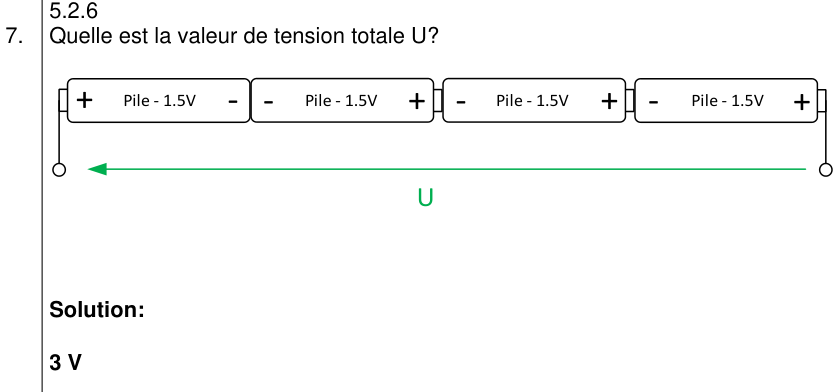 5.2.6
7. Quelle est la valeur de tension totale U?
+ Pile - 1.5V - - Pile - 1.5V + - Pile - 1.5V + - Pile - 1.5V +
U
Solution:
3 V